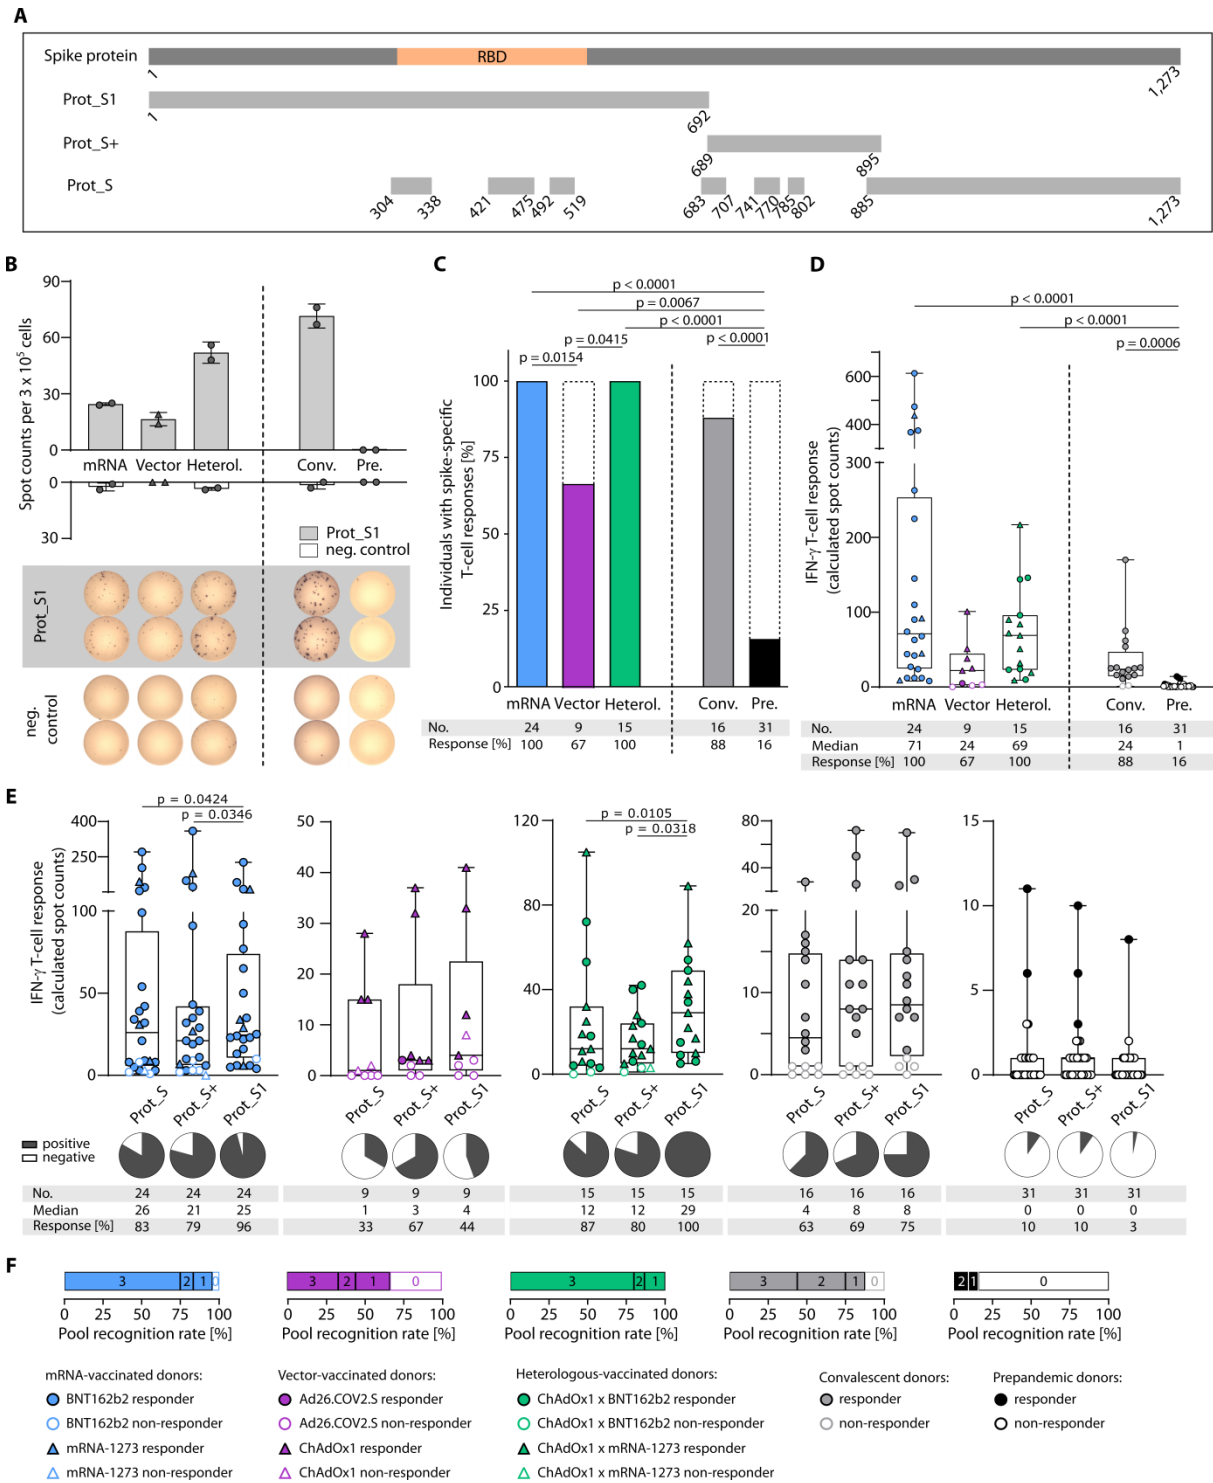 A
Spike protein
RBD
1
1,273
Prot_S1
1
692
Prot_S+
689
895
Prot_S
304
338
421
475
492
519
683
707
741
770
785
802
885
1,273
B
Spot counts per 3 x 10⁵ cells
90
60
30
0
mRNA Vector Heterol. Conv. Pre.
0
30
Prot_S1
neg. control
Prot_S1
neg. control
C
p < 0.0001
p = 0.0067
p < 0.0001
p = 0.0415
p < 0.0001
p = 0.0154
Individuals with spike-specific
T-cell responses [%]
100
75
50
25
0
mRNA Vector Heterol. Conv. Pre.
No. 24 9 15 16 31
Response [%] 100 67 100 88 16
D
p < 0.0001
p < 0.0001
p = 0.0006
IFN-γ T-cell response
(calculated spot counts)
600
500
400
300
200
100
0
mRNA Vector Heterol. Conv. Pre.
No. 24 9 15 16 31
Median 71 24 69 24 1
Response [%] 100 67 100 88 16
E
IFN-γ T-cell response
(calculated spot counts)
p = 0.0424
p = 0.0346
400
250
100
50
0
Prot_S Prot_S+ Prot_S1
50
40
30
20
10
0
Prot_S Prot_S+ Prot_S1
p = 0.0105
p = 0.0318
120
80
40
20
0
Prot_S Prot_S+ Prot_S1
80
60
40
20
20
10
0
Prot_S Prot_S+ Prot_S1
15
10
5
0
Prot_S Prot_S+ Prot_S1
positive
negative
No. 24 24 24 9 9 9 15 15 15 16 16 16 31 31 31
Median 26 21 25 1 3 4 12 12 29 4 8 8 0 0 0
Response [%] 83 79 96 33 67 44 87 80 100 63 69 75 10 10 3
F
3 2 1 0
0 25 50 75 100
Pool recognition rate [%]
3 2 1 0
0 25 50 75 100
Pool recognition rate [%]
3 2 1
0 25 50 75 100
Pool recognition rate [%]
3 2 1 0
0 25 50 75 100
Pool recognition rate [%]
2 1 0
0 25 50 75 100
Pool recognition rate [%]
mRNA-vaccinated donors:
BNT162b2 responder
BNT162b2 non-responder
mRNA-1273 responder
mRNA-1273 non-responder
Vector-vaccinated donors:
Ad26.COV2.S responder
Ad26.COV2.S non-responder
ChAdOx1 responder
ChAdOx1 non-responder
Heterologous-vaccinated donors:
ChAdOx1 x BNT162b2 responder
ChAdOx1 x BNT162b2 non-responder
ChAdOx1 x mRNA-1273 responder
ChAdOx1 x mRNA-1273 non-responder
Convalescent donors:
responder
non-responder
Prepandemic donors:
responder
non-responder